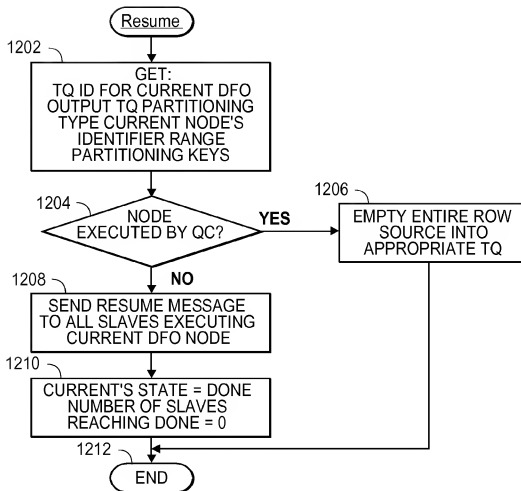 Resume
1202
GET:
TQ ID FOR CURRENT DFO
OUTPUT TQ PARTITIONING
TYPE CURRENT NODE'S
IDENTIFIER RANGE
PARTITIONING KEYS
1204
NODE
EXECUTED BY QC?
YES
1206
EMPTY ENTIRE ROW
SOURCE INTO
APPROPRIATE TQ
NO
1208
SEND RESUME MESSAGE
TO ALL SLAVES EXECUTING
CURRENT DFO NODE
1210
CURRENT'S STATE = DONE
NUMBER OF SLAVES
REACHING DONE = 0
1212
END